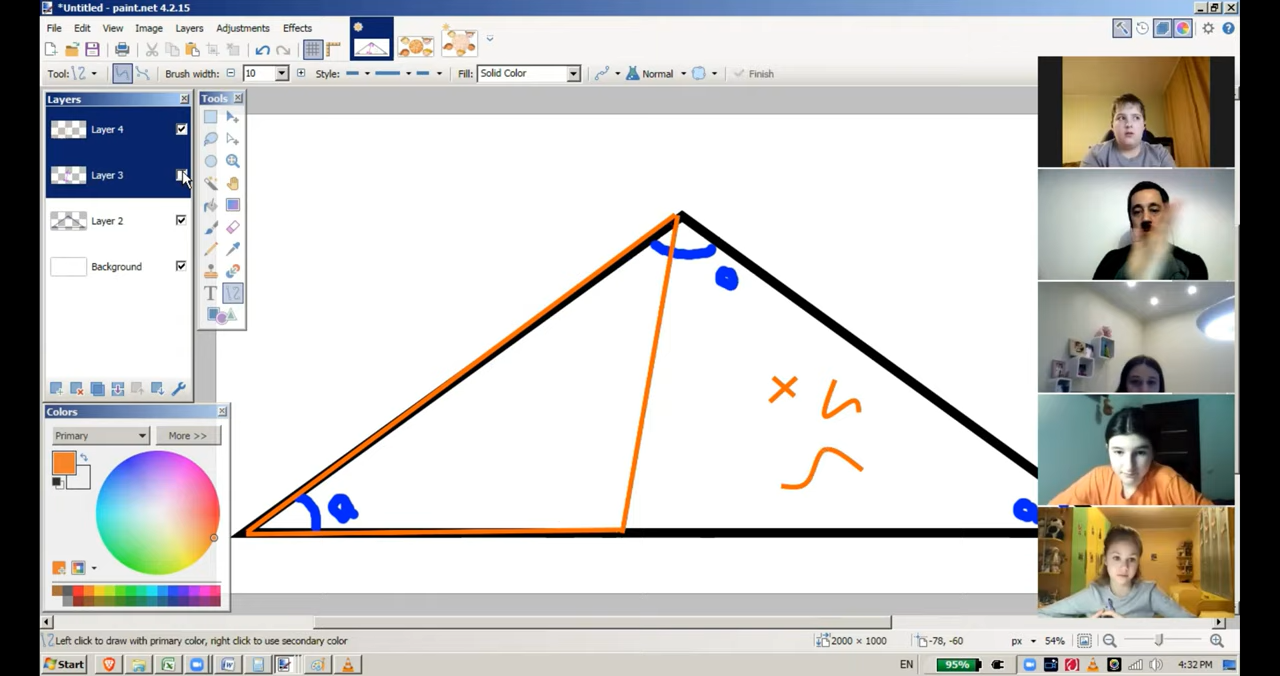 *Untitled - paint.net 4.2.15
File Edit View Image Layers Adjustments Effects
Tool: Brush width: 10 Style: Fill: Solid Color Normal Finish
Layers
Layer 4
Layer 3
Layer 2
Background
Tools
T
Colors
Primary More >>
a
a
x
Left click to draw with primary color, right click to use secondary color 2000 × 1000 -78, -60 px 54%
Start EN 95% 4:32 PM